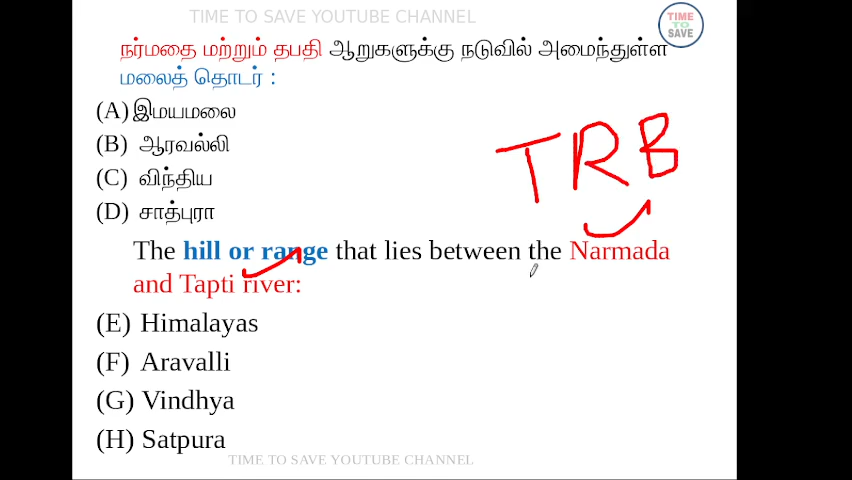 TIME TO SAVE YOUTUBE CHANNEL
TIME
TO
SAVE
நர்மதை மற்றும் தபதி ஆறுகளுக்கு நடுவில் அமைந்துள்ள
மலைத் தொடர் :
(A) இமயமலை
(B) ஆரவல்லி
(C) விந்திய
(D) சாத்புரா
TRB
The hill or range that lies between the Narmada
and Tapti river:
(E) Himalayas
(F) Aravalli
(G) Vindhya
(H) Satpura
TIME TO SAVE YOUTUBE CHANNEL